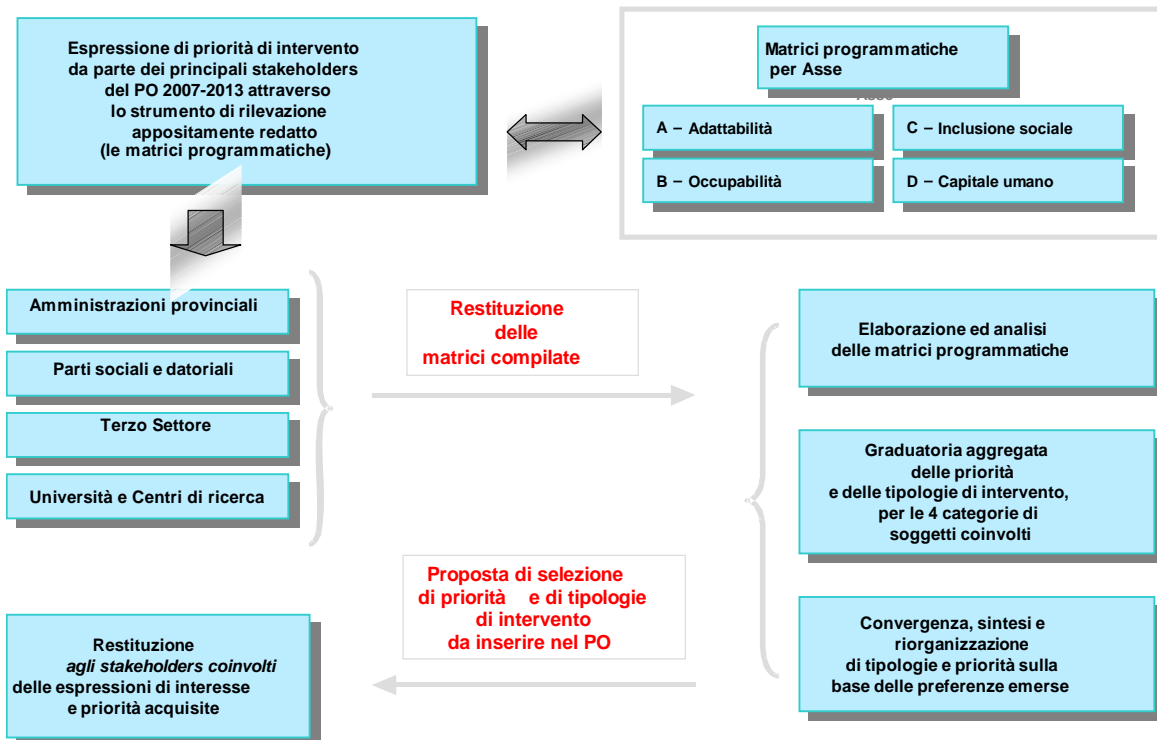 Espressione di priorità di intervento
da parte dei principali stakeholders
del PO 2007-2013 attraverso
lo strumento di rilevazione
appositamente redatto
(le matrici programmatiche)
Matrici programmatiche
per Asse
Asse
A – Adattabilità
C – Inclusione sociale
B – Occupabilità
D – Capitale umano
Amministrazioni provinciali
Parti sociali e datoriali
Terzo Settore
Università e Centri di ricerca
Restituzione
delle
matrici compilate
Elaborazione ed analisi
delle matrici programmatiche
Graduatoria aggregata
delle priorità
e delle tipologie di intervento,
per le 4 categorie di
soggetti coinvolti
Convergenza, sintesi e
riorganizzazione
di tipologie e priorità sulla
base delle preferenze emerse
Proposta di selezione
di priorità e di tipologie
di intervento
da inserire nel PO
Restituzione
agli stakeholders coinvolti
delle espressioni di interesse
e priorità acquisite